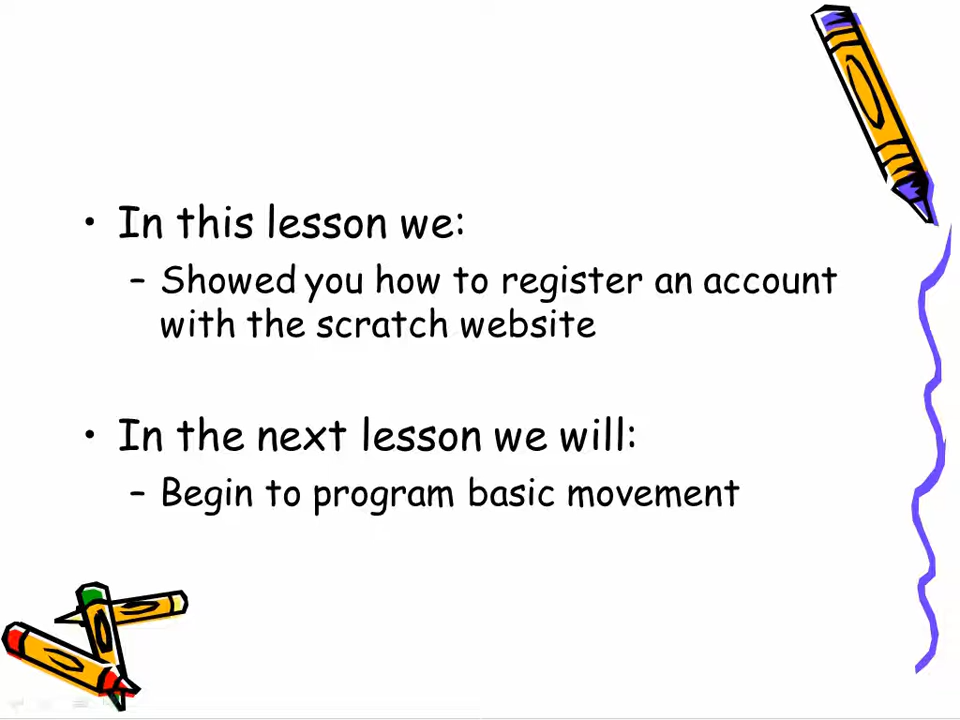 • In this lesson we:
– Showed you how to register an account
with the scratch website
• In the next lesson we will:
– Begin to program basic movement